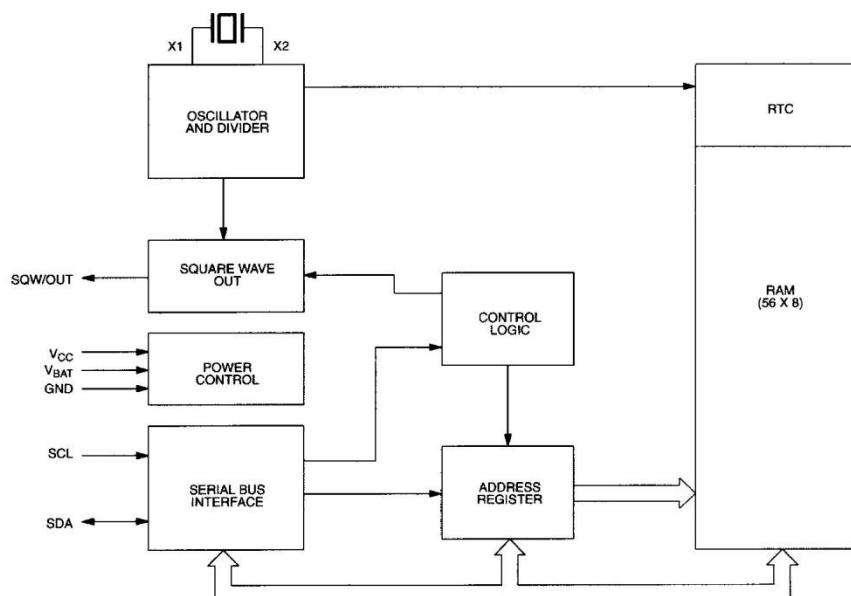 X1
X2
OSCILLATOR
AND DIVIDER
RTC
SQW/OUT
SQUARE WAVE
OUT
CONTROL
LOGIC
RAM
(56 X 8)
VCC
VBAT
GND
POWER
CONTROL
SCL
SDA
SERIAL BUS
INTERFACE
ADDRESS
REGISTER